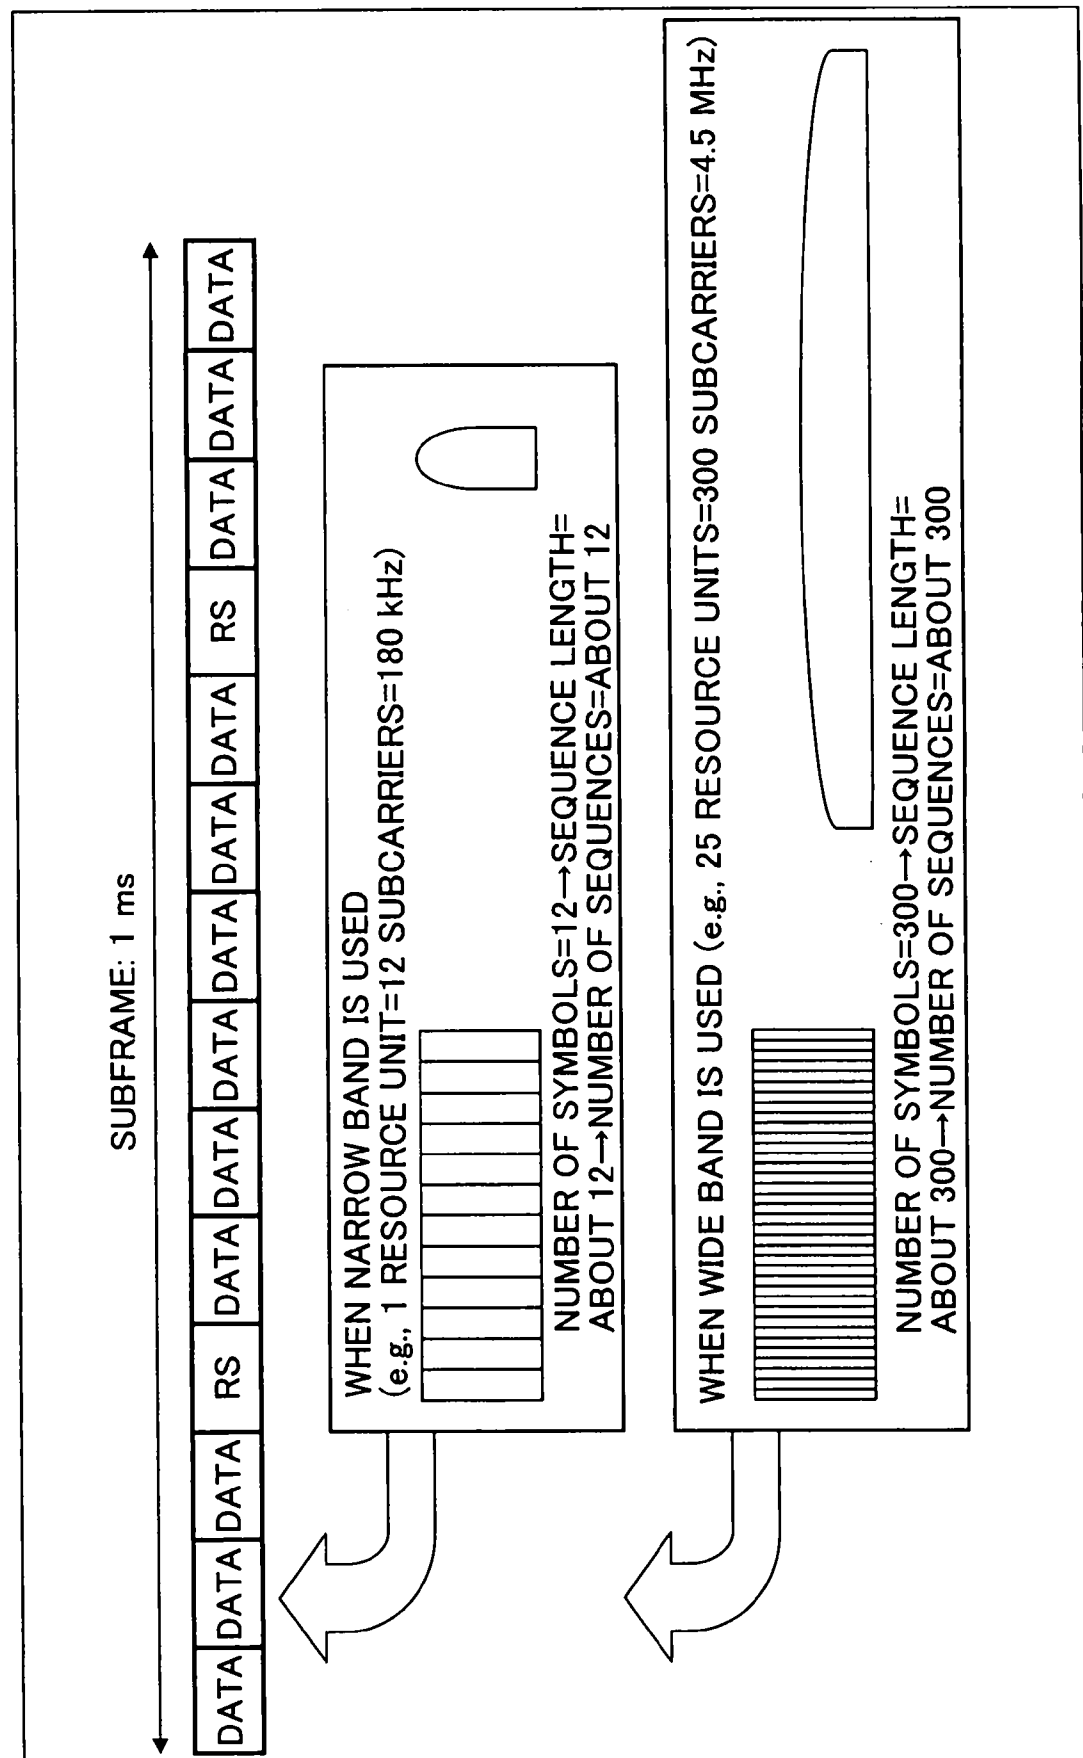 SUBFRAME: 1 ms
DATA DATA DATA RS DATA DATA DATA DATA DATA DATA RS DATA DATA DATA
WHEN NARROW BAND IS USED
(e.g., 1 RESOURCE UNIT=12 SUBCARRIERS=180 kHz)
NUMBER OF SYMBOLS=12→SEQUENCE LENGTH=
ABOUT 12→NUMBER OF SEQUENCES=ABOUT 12
WHEN WIDE BAND IS USED (e.g., 25 RESOURCE UNITS=300 SUBCARRIERS=4.5 MHz)
NUMBER OF SYMBOLS=300→SEQUENCE LENGTH=
ABOUT 300→NUMBER OF SEQUENCES=ABOUT 300